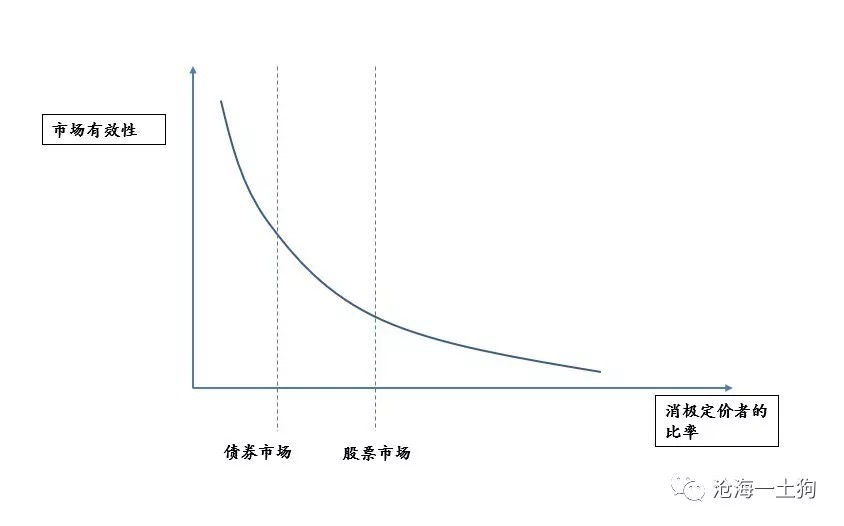 市场有效性
消极定价者的
比率
债券市场
股票市场
沧海一土狗